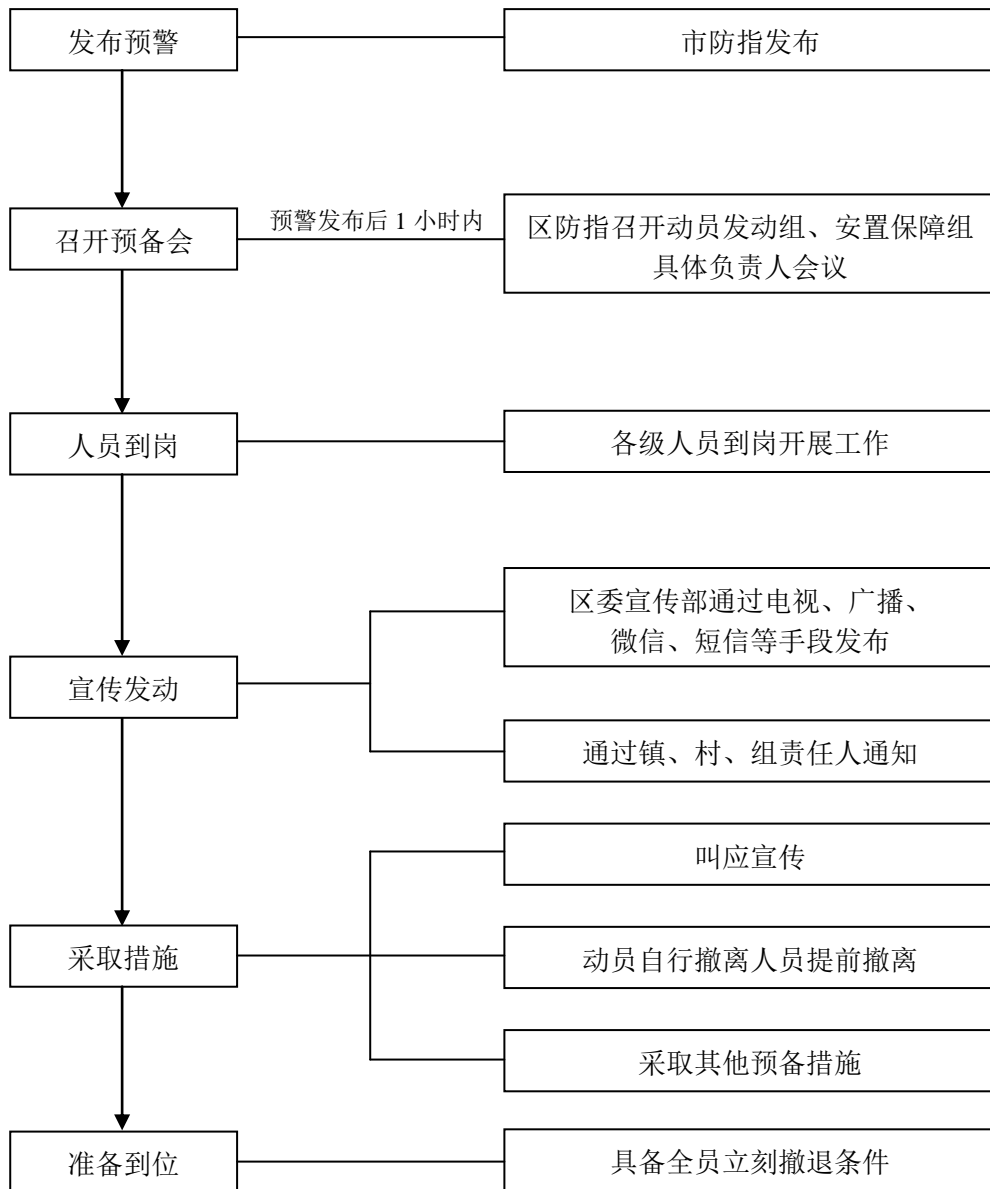 发布预警
市防指发布
召开预备会
预警发布后 1 小时内
区防指召开动员发动组、安置保障组
具体负责人会议
人员到岗
各级人员到岗开展工作
宣传发动
区委宣传部通过电视、广播、
微信、短信等手段发布
通过镇、村、组责任人通知
采取措施
叫应宣传
动员自行撤离人员提前撤离
采取其他预备措施
准备到位
具备全员立刻撤退条件